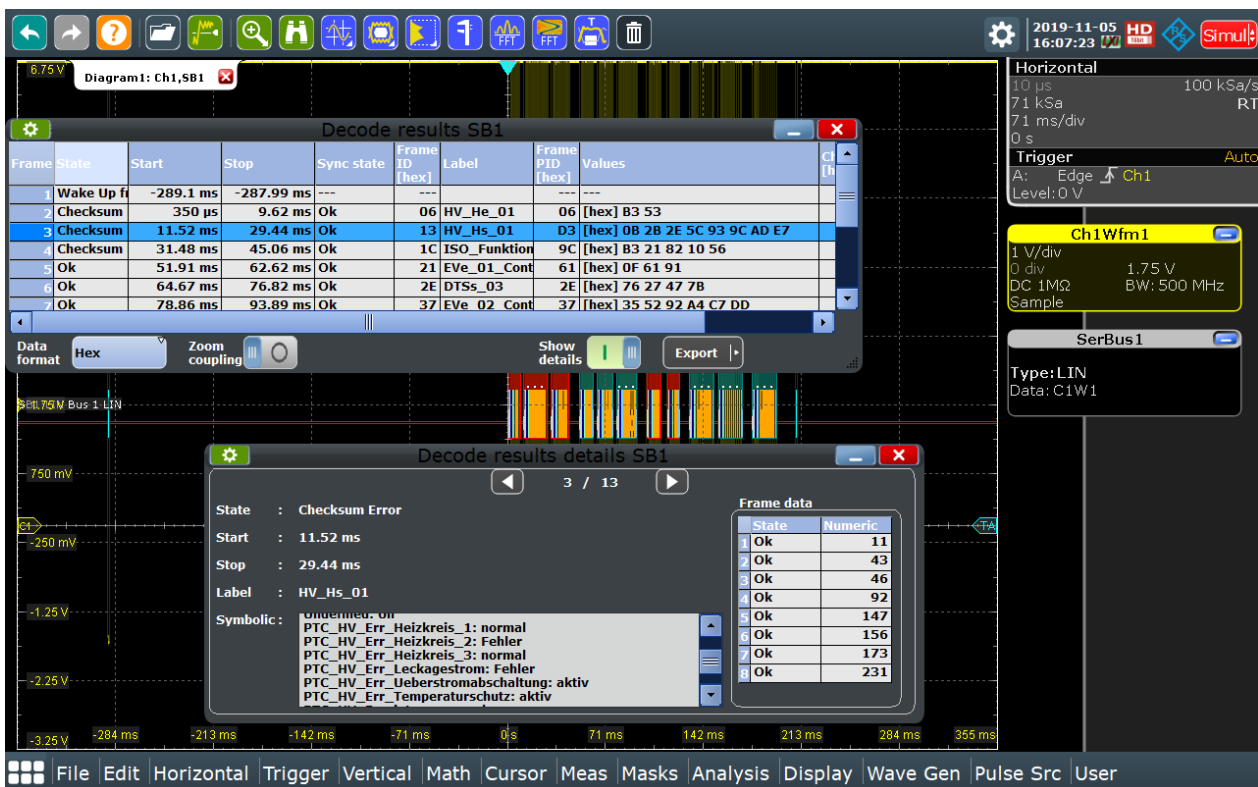 2019-11-05
16:07:23
HD
Simul
6.75 V
Diagram1: Ch1,SB1
Horizontal
10 µs 100 kSa/s
71 kSa RT
71 ms/div
0 s
Trigger Auto
A: Edge Ch1
Level: 0 V
Decode results SB1
Frame State Start Stop Sync state Frame ID [hex] Label Frame PID [hex] Values
1 Wake Up -289.1 ms -287.99 ms --- --- --- ---
2 Checksum 350 µs 9.62 ms Ok 06 HV_He_01 06 [hex] B3 53
3 Checksum 11.52 ms 29.44 ms Ok 13 HV_Hs_01 D3 [hex] 0B 2B 2E 5C 93 9C AD E7
4 Checksum 31.48 ms 45.06 ms Ok 1C ISO_Funktion 9C [hex] B3 21 82 10 56
5 Ok 51.91 ms 62.62 ms Ok 21 EVe_01_Cont 61 [hex] 0F 61 91
6 Ok 64.67 ms 76.82 ms Ok 2E DTSs_03 2E [hex] 76 27 47 7B
7 Ok 78.86 ms 93.89 ms Ok 37 EVe_02_Cont 37 [hex] 35 52 92 A4 C7 DD
Data format Hex Zoom coupling Show details Export
Ch1Wfm1
1 V/div
0 div 1.75 V
DC 1MΩ BW: 500 MHz
Sample
SerBus1
Type:LIN
Data: C1W1
1.75 V Bus 1 LIN
750 mV
C1
-250 mV
-1.25 V
-2.25 V
-3.25 V
TA
Decode results details SB1
3 / 13
State : Checksum Error
Start : 11.52 ms
Stop : 29.44 ms
Label : HV_Hs_01
Symbolic :
PTC_HV_Err_Heizkreis_1: normal
PTC_HV_Err_Heizkreis_2: Fehler
PTC_HV_Err_Heizkreis_3: normal
PTC_HV_Err_Leckagestrom: Fehler
PTC_HV_Err_Ueberstromabschaltung: aktiv
PTC_HV_Err_Temperaturschutz: aktiv
Frame data
State Numeric
1 Ok 11
2 Ok 43
3 Ok 46
4 Ok 92
5 Ok 147
6 Ok 156
7 Ok 173
8 Ok 231
-284 ms -213 ms -142 ms -71 ms 0 s 71 ms 142 ms 213 ms 284 ms 355 ms
File Edit Horizontal Trigger Vertical Math Cursor Meas Masks Analysis Display Wave Gen Pulse Src User